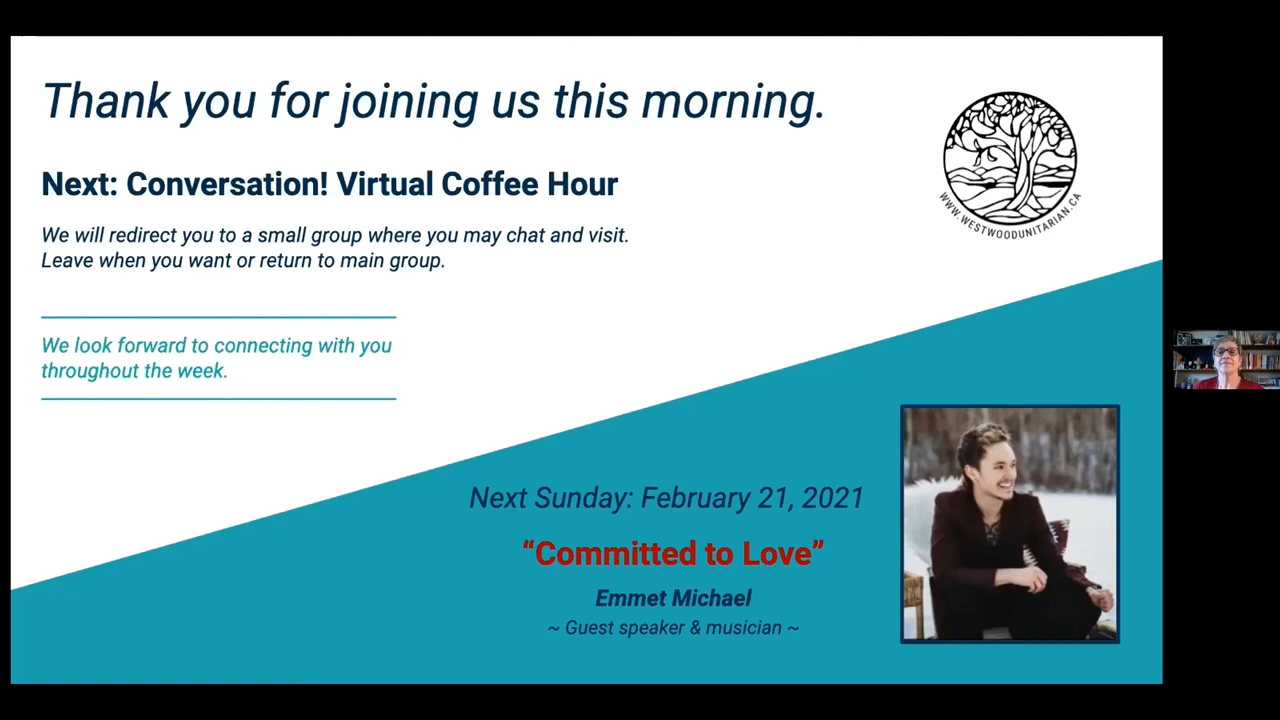 Thank you for joining us this morning.
Next: Conversation! Virtual Coffee Hour
We will redirect you to a small group where you may chat and visit.
Leave when you want or return to main group.
We look forward to connecting with you
throughout the week.
WWW.WESTWOODUNITARIAN.CA
Next Sunday: February 21, 2021
“Committed to Love”
Emmet Michael
~ Guest speaker & musician ~